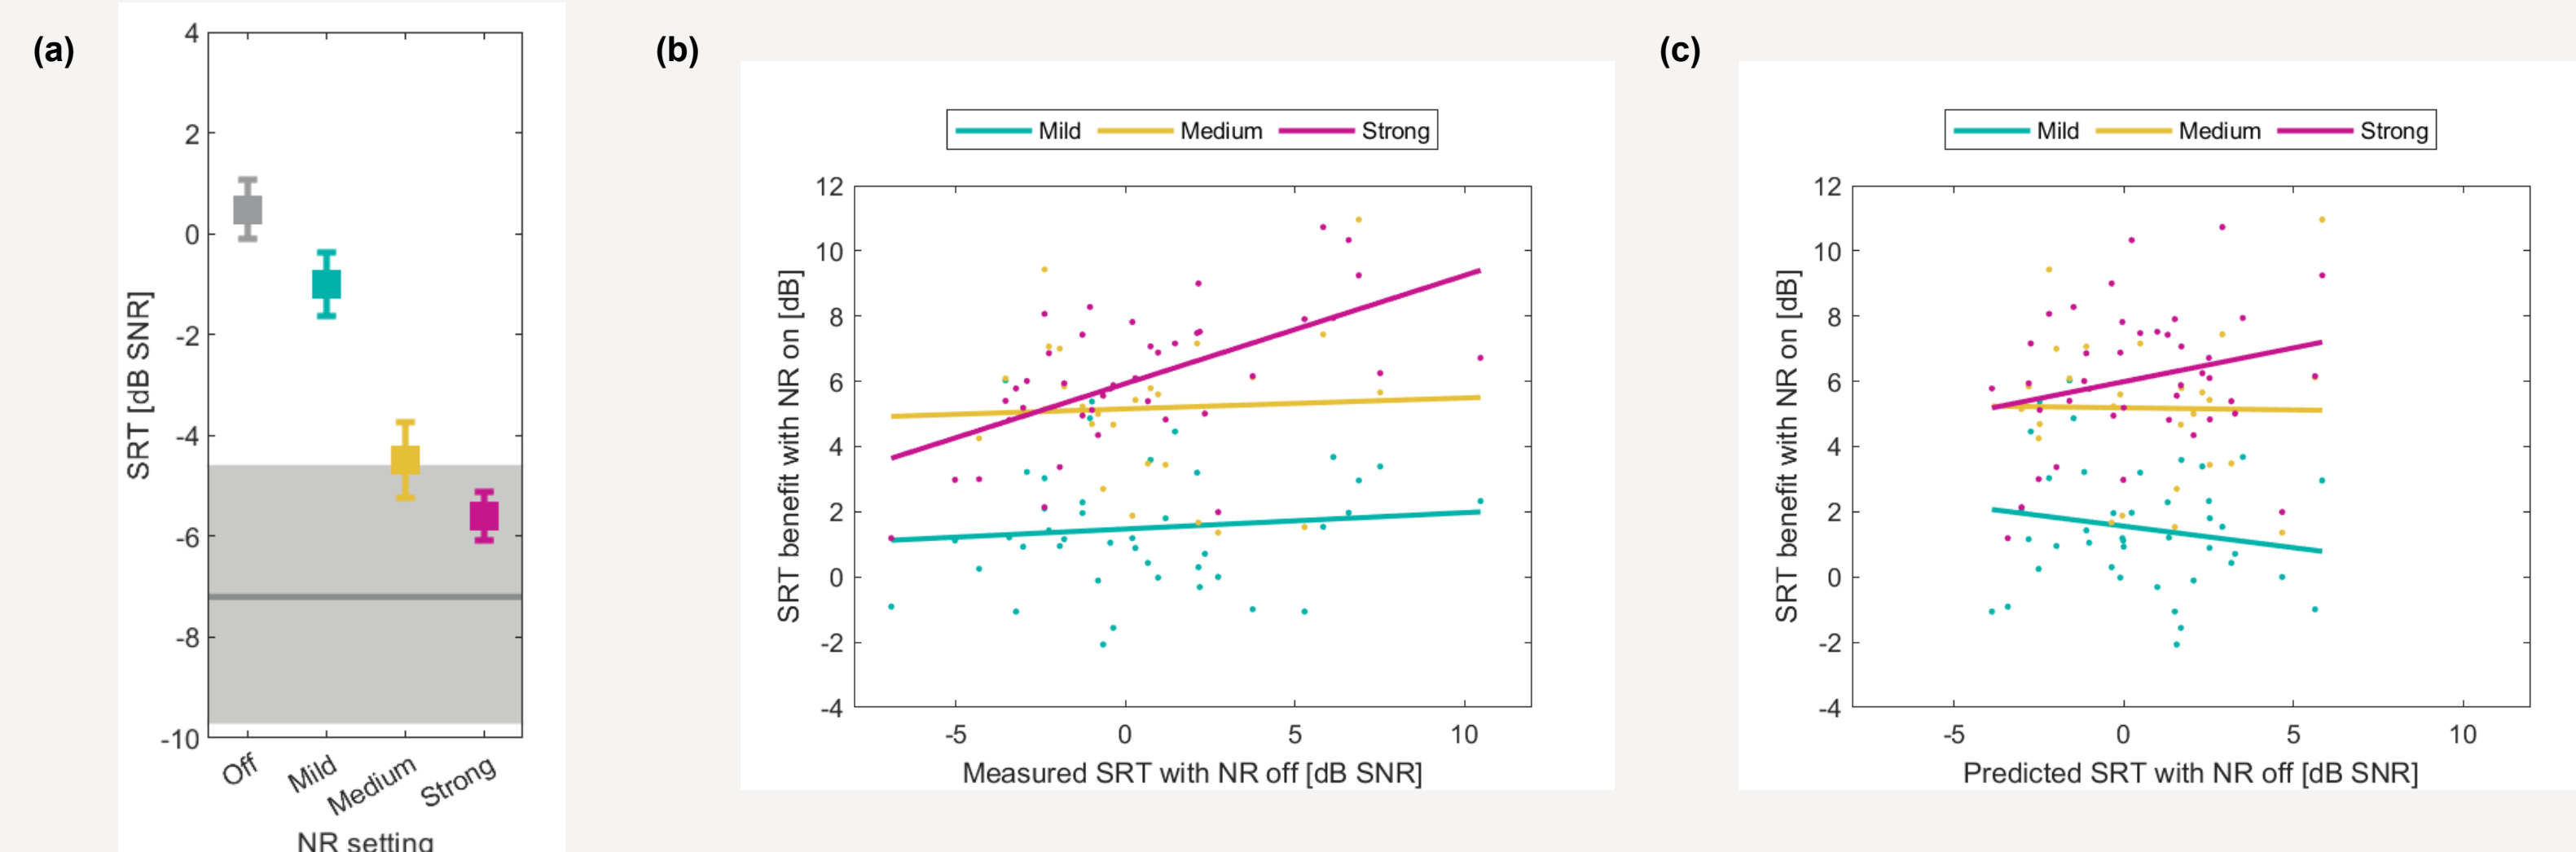 (a)
4
2
0
-2
-4
-6
-8
-10
SRT [dB SNR]
Off
Mild
Medium
Strong
NR setting
(b)
Mild Medium Strong
12
10
8
6
4
2
0
-2
-4
SRT benefit with NR on [dB]
-5 0 5 10
Measured SRT with NR off [dB SNR]
(c)
Mild Medium Strong
12
10
8
6
4
2
0
-2
-4
SRT benefit with NR on [dB]
-5 0 5 10
Predicted SRT with NR off [dB SNR]